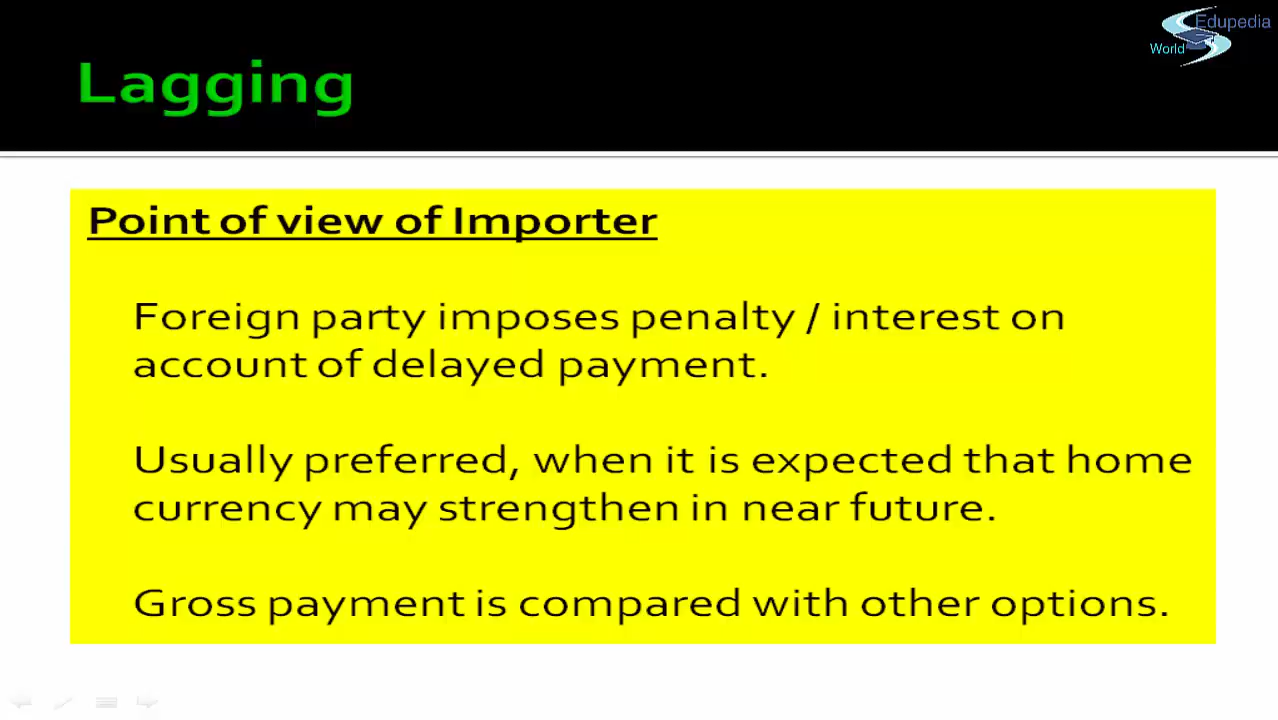 Edupedia
World
Lagging
Point of view of Importer
Foreign party imposes penalty / interest on
account of delayed payment.
Usually preferred, when it is expected that home
currency may strengthen in near future.
Gross payment is compared with other options.